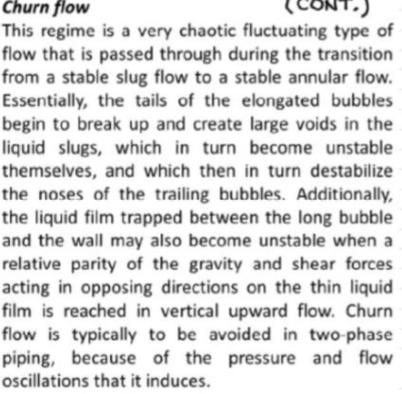 Churn flow (CONT.)
This regime is a very chaotic fluctuating type of
flow that is passed through during the transition
from a stable slug flow to a stable annular flow.
Essentially, the tails of the elongated bubbles
begin to break up and create large voids in the
liquid slugs, which in turn become unstable
themselves, and which then in turn destabilize
the noses of the trailing bubbles. Additionally,
the liquid film trapped between the long bubble
and the wall may also become unstable when a
relative parity of the gravity and shear forces
acting in opposing directions on the thin liquid
film is reached in vertical upward flow. Churn
flow is typically to be avoided in two-phase
piping, because of the pressure and flow
oscillations that it induces.